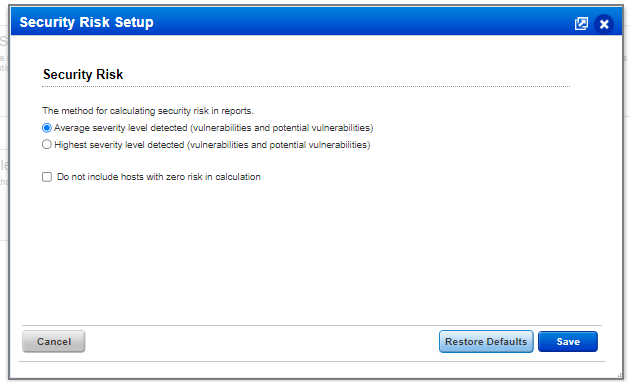 Security Risk Setup
Security Risk
The method for calculating security risk in reports.
Average severity level detected (vulnerabilities and potential vulnerabilities)
Highest severity level detected (vulnerabilities and potential vulnerabilities)
Do not include hosts with zero risk in calculation
Cancel
Restore Defaults
Save